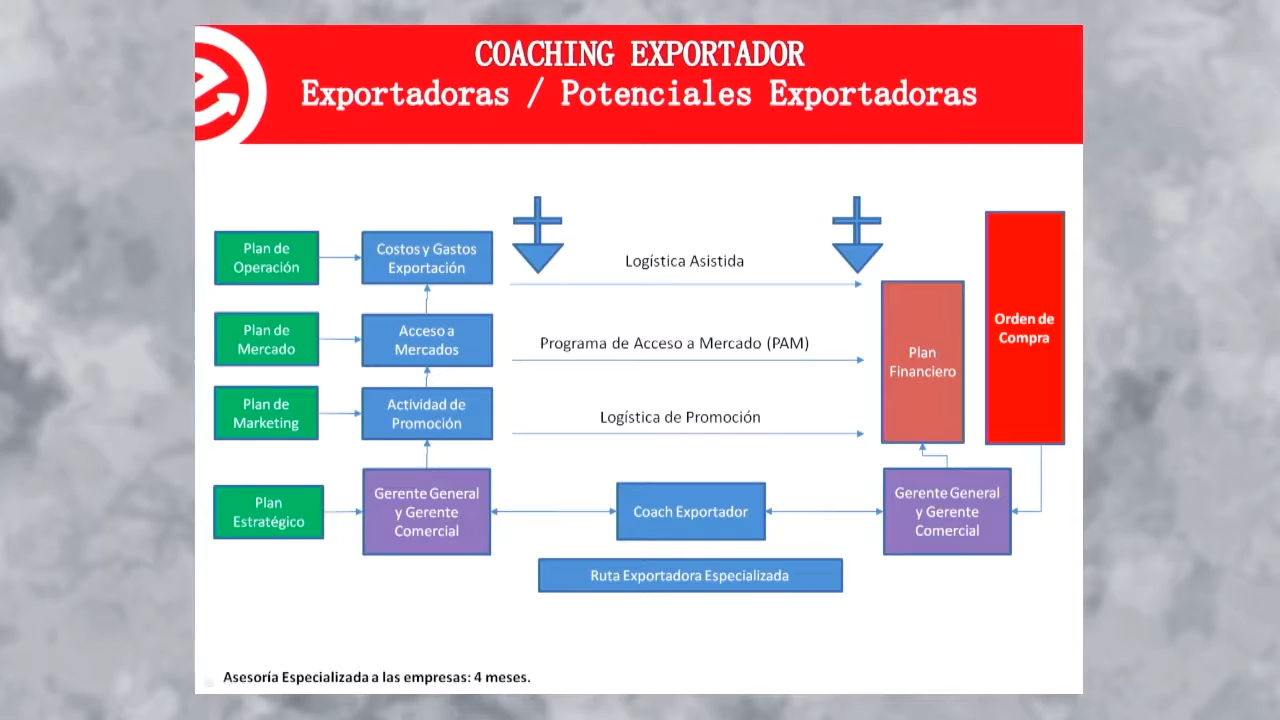 COACHING EXPORTADOR
Exportadoras / Potenciales Exportadoras
Plan de
Operación
Costos y Gastos
Exportación
Logística Asistida
Plan de
Mercado
Acceso a
Mercados
Programa de Acceso a Mercado (PAM)
Plan de
Marketing
Actividad de
Promoción
Logística de Promoción
Plan
Financiero
Orden de
Compra
Plan
Estratégico
Gerente General
y Gerente
Comercial
Coach Exportador
Gerente General
y Gerente
Comercial
Ruta Exportadora Especializada
Asesoría Especializada a las empresas: 4 meses.